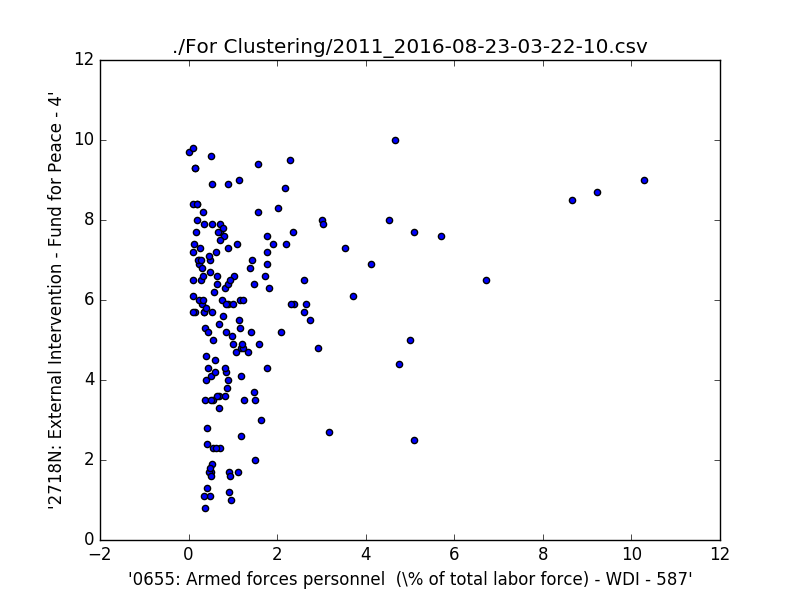 ./For Clustering/2011_2016-08-23-03-22-10.csv
12
10
8
6
4
2
0
'2718N: External Intervention - Fund for Peace - 4'
−2 0 2 4 6 8 10 12
'0655: Armed forces personnel (\% of total labor force) - WDI - 587'